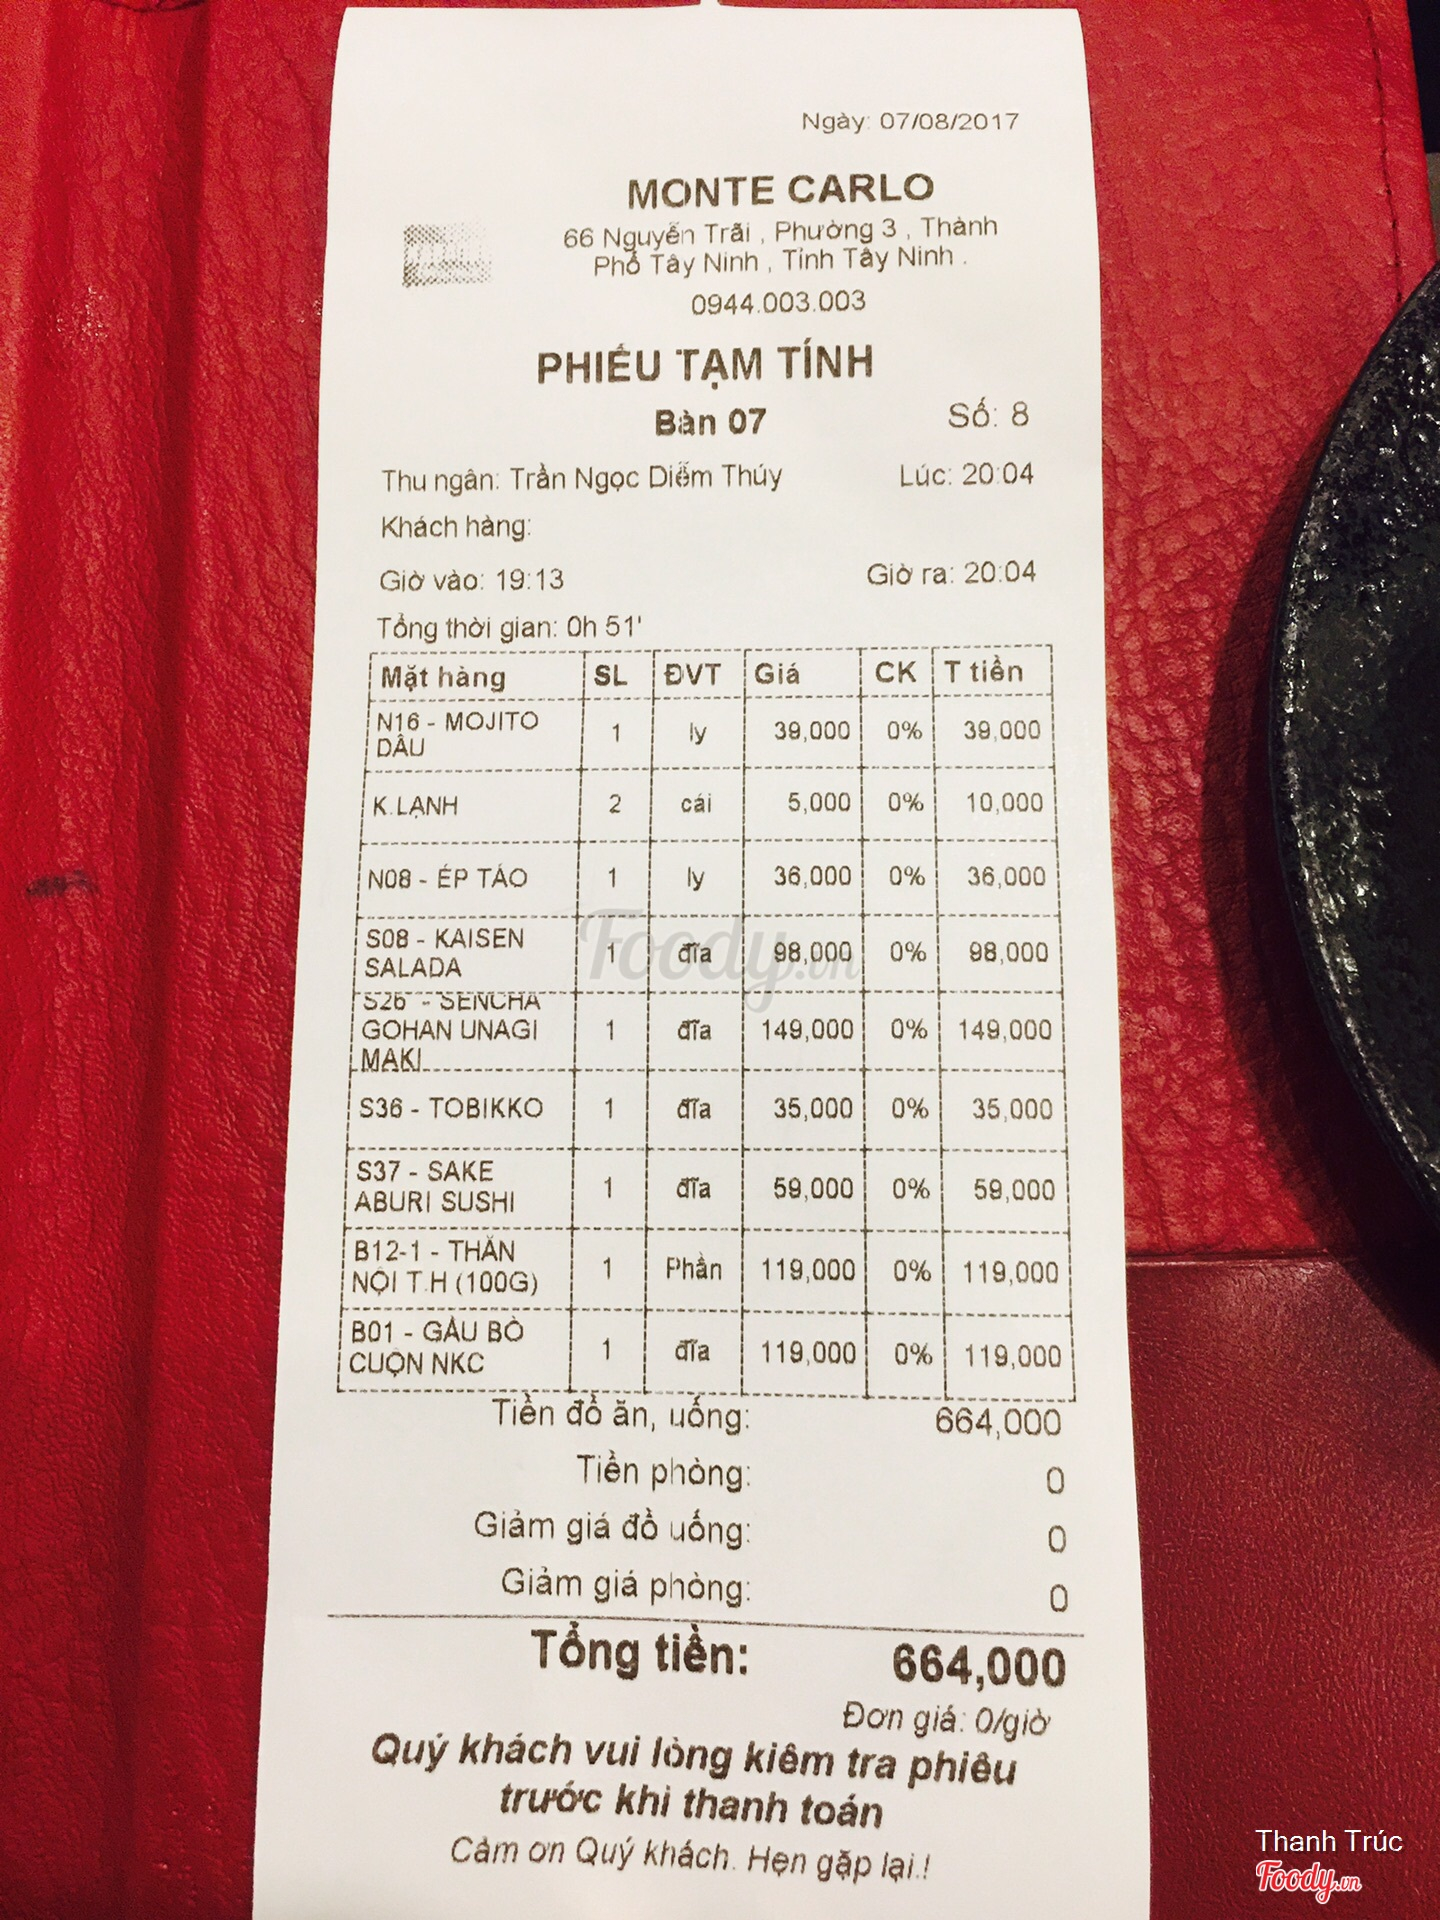 Ngày: 07/08/2017
MONTE CARLO
66 Nguyễn Trãi , Phường 3 , Thành
Phố Tây Ninh , Tỉnh Tây Ninh .
0944.003.003
PHIẾU TẠM TÍNH
Bàn 07 Số: 8
Thu ngân: Trần Ngọc Diễm Thúy Lúc: 20:04
Khách hàng:
Giờ vào: 19:13 Giờ ra: 20:04
Tổng thời gian: 0h 51'
Mặt hàng SL ĐVT Giá CK T tiền
N16 - MOJITO
DÂU 1 ly 39,000 0% 39,000
K.LẠNH 2 cái 5,000 0% 10,000
N08 - ÉP TÁO 1 ly 36,000 0% 36,000
S08 - KAISEN
SALADA 1 đĩa 98,000 0% 98,000
S26 - SENCHA
GOHAN UNAGI 1 đĩa 149,000 0% 149,000
MAKI
S36 - TOBIKKO 1 đĩa 35,000 0% 35,000
S37 - SAKE
ABURI SUSHI 1 đĩa 59,000 0% 59,000
B12-1 - THĂN
NỘI T.H (100G) 1 Phần 119,000 0% 119,000
B01 - GẦU BÒ
CUỘN NKC 1 đĩa 119,000 0% 119,000
Tiền đồ ăn, uống: 664,000
Tiền phòng: 0
Giảm giá đồ uống: 0
Giảm giá phòng: 0
Tổng tiền: 664,000
Đơn giá: 0/giờ
Quý khách vui lòng kiểm tra phiếu
trước khi thanh toán
Cảm ơn Quý khách. Hẹn gặp lại.!
Foody.vn
Thanh Trúc
Foody.vn